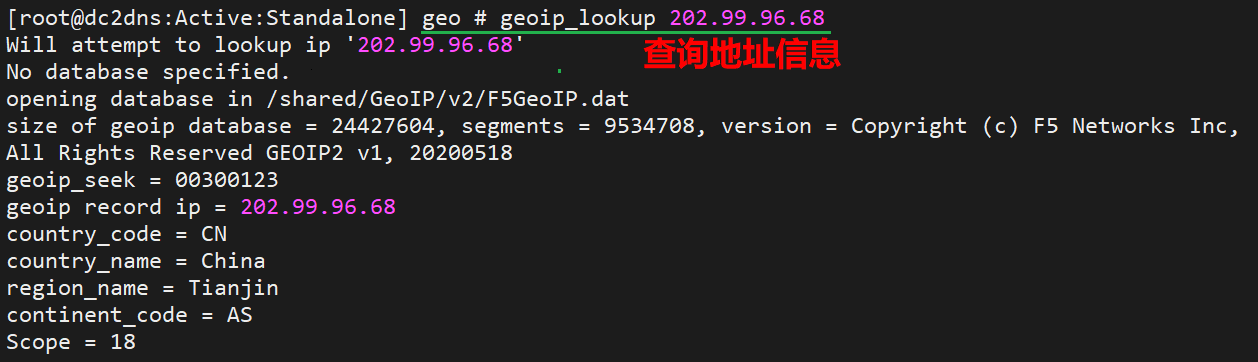 [root@dc2dns:Active:Standalone] geo # geoip_lookup 202.99.96.68
Will attempt to lookup ip '202.99.96.68'
查询地址信息
No database specified.
opening database in /shared/GeoIP/v2/F5GeoIP.dat
size of geoip database = 24427604, segments = 9534708, version = Copyright (c) F5 Networks Inc,
All Rights Reserved GEOIP2 v1, 20200518
geoip_seek = 00300123
geoip record ip = 202.99.96.68
country_code = CN
country_name = China
region_name = Tianjin
continent_code = AS
Scope = 18